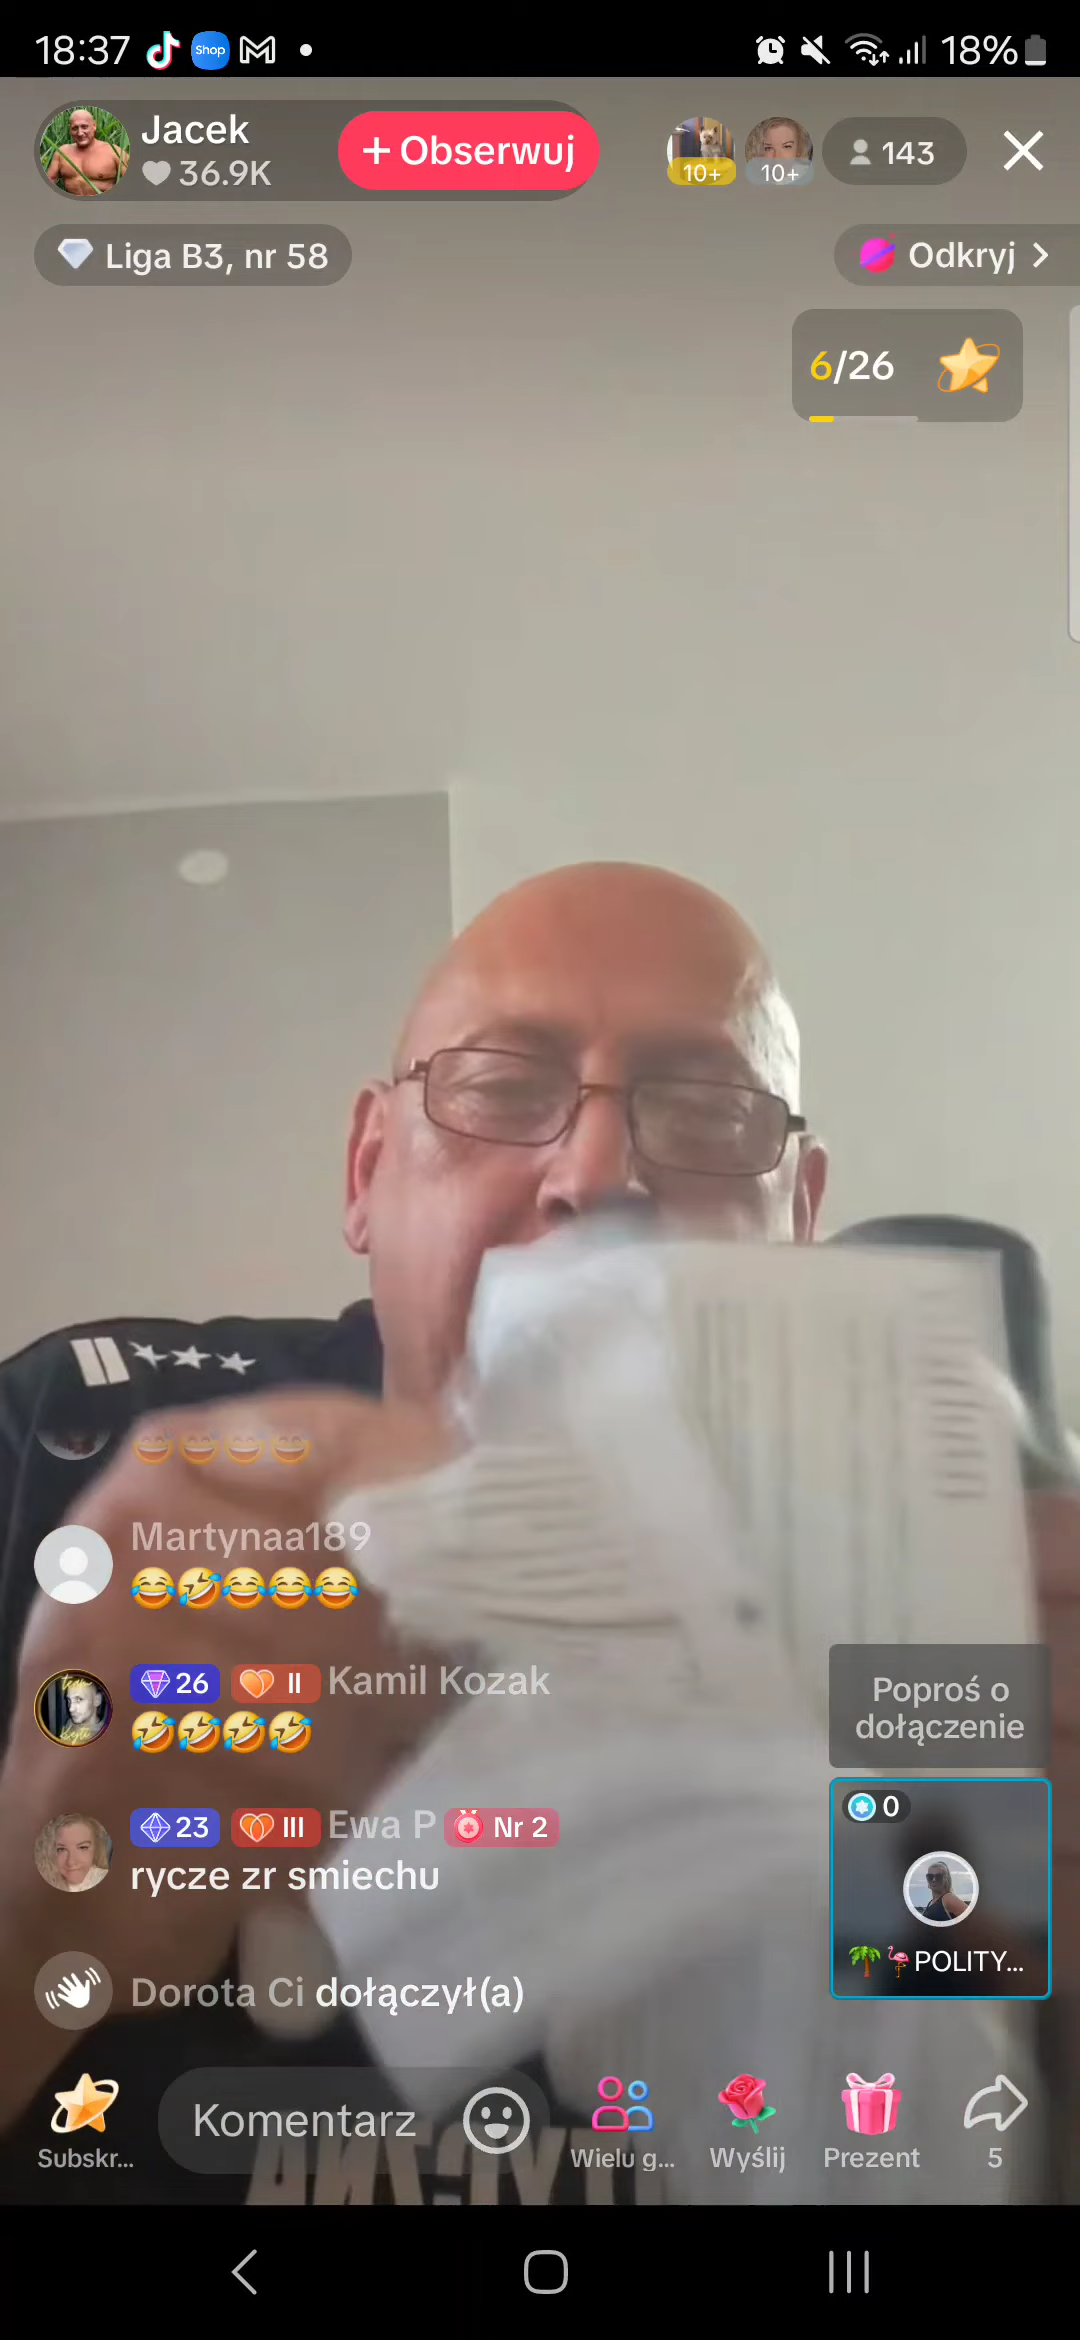 18:37
Shop
18%
Jacek
36.9K
+ Obserwuj
10+
10+
143
Liga B3, nr 58
Odkryj
6/26
Martynaa189
😂🤣😂😂😂
26 II Kamil Kozak
🤣🤣🤣🤣
23 III Ewa P Nr 2
rycze zr smiechu
Dorota Ci dołączył(a)
Poproś o
dołączenie
0
🌴🦩POLITY...
Komentarz
Subskr...
Wielu g...
Wyślij
Prezent
5